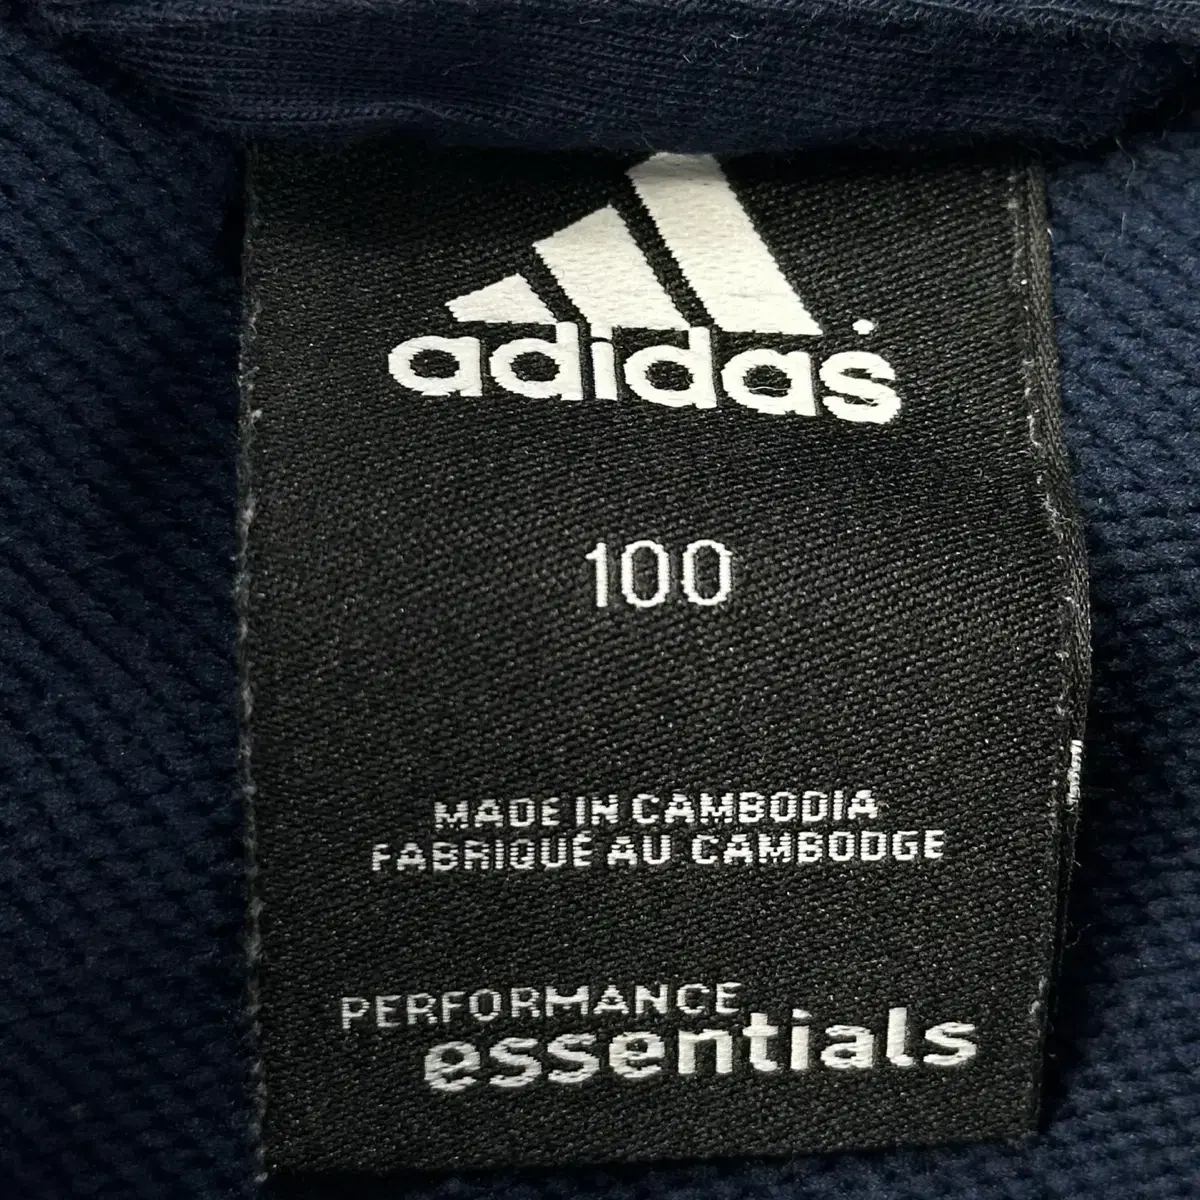 adidas
100
MADE IN CAMBODIA
FABRIQUÉ AU CAMBODGE
PERFORMANCE
essentials